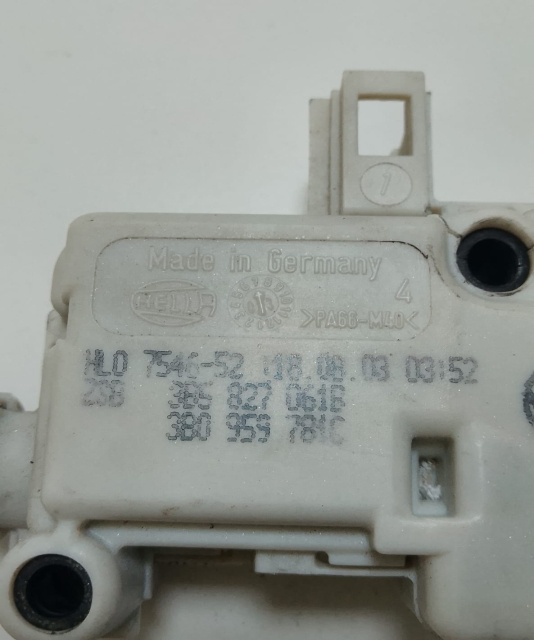 1
Made in Germany
HELLA
4
>PA66-M40<
HL0 7546-52 18.08.03 03:52
2SB 3B5 827 061B
3B0 959 781C